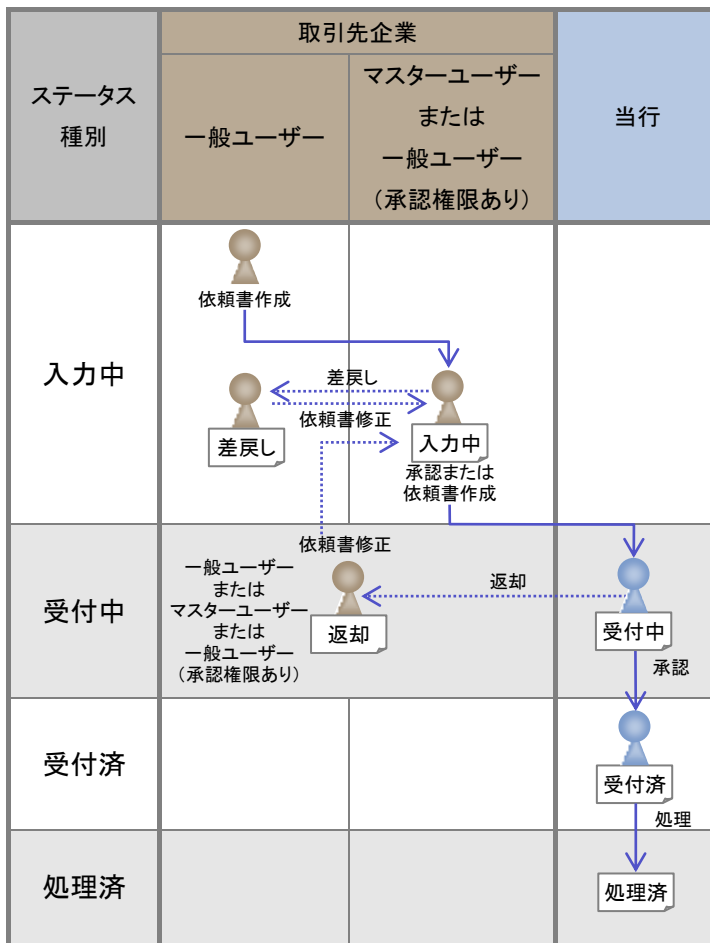 ステータス
種別
取引先企業
一般ユーザー
マスターユーザー
または
一般ユーザー
（承認権限あり）
当行
入力中
依頼書作成
差戻し
依頼書修正
差戻し
入力中
承認または
依頼書作成
受付中
依頼書修正
一般ユーザー
または
マスターユーザー
または
一般ユーザー
（承認権限あり）
返却
返却
受付中
承認
受付済
受付済
処理
処理済
処理済